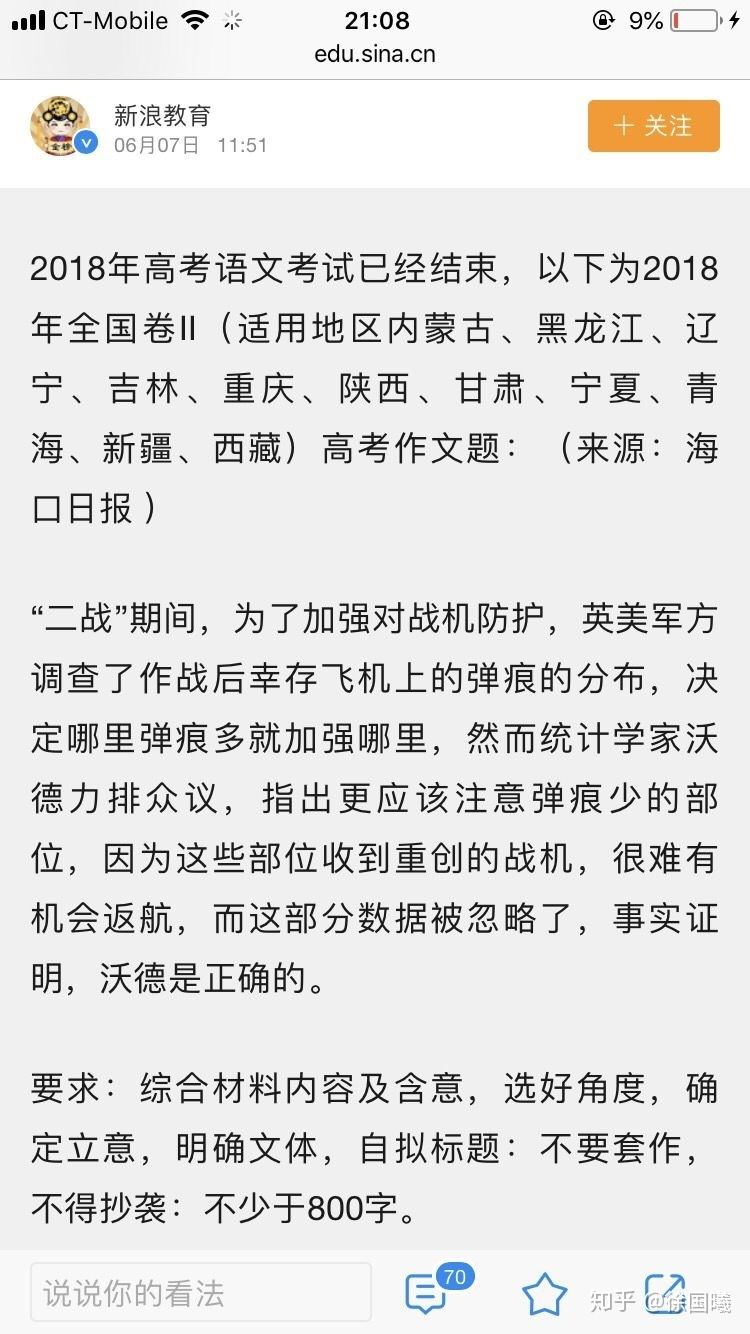 CT-Mobile 21:08 9%
edu.sina.cn
新浪教育
06月07日 11:51
＋ 关注
2018年高考语文考试已经结束，以下为2018
年全国卷II（适用地区内蒙古、黑龙江、辽
宁、吉林、重庆、陕西、甘肃、宁夏、青
海、新疆、西藏）高考作文题：（来源：海
口日报 ）
“二战”期间，为了加强对战机防护，英美军方
调查了作战后幸存飞机上的弹痕的分布，决
定哪里弹痕多就加强哪里，然而统计学家沃
德力排众议，指出更应该注意弹痕少的部
位，因为这些部位收到重创的战机，很难有
机会返航，而这部分数据被忽略了，事实证
明，沃德是正确的。
要求：综合材料内容及含意，选好角度，确
定立意，明确文体，自拟标题：不要套作，
不得抄袭：不少于800字。
说说你的看法
70
知乎 @徐国曦